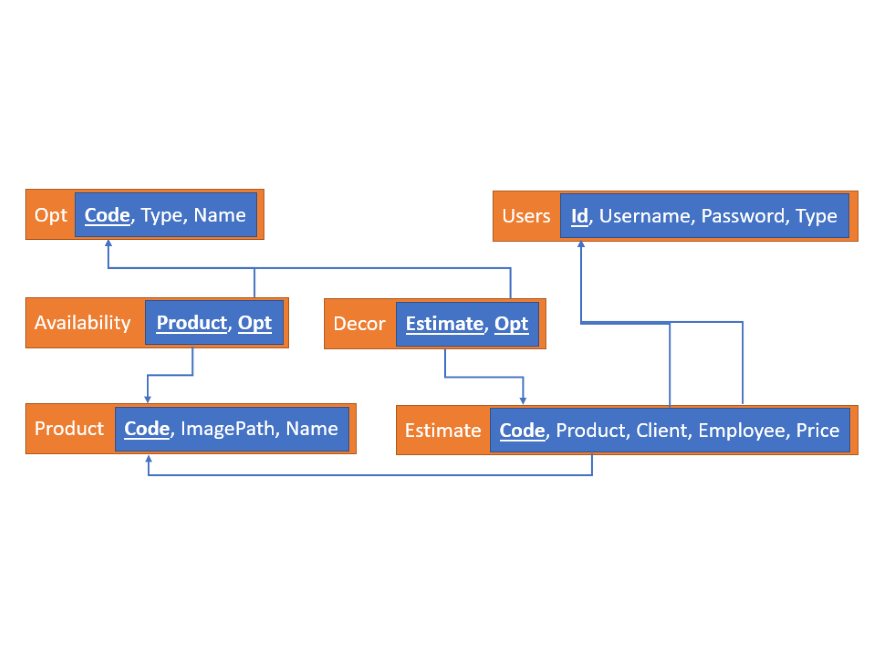 Opt Code, Type, Name
Users Id, Username, Password, Type
Availability Product, Opt
Decor Estimate, Opt
Product Code, ImagePath, Name
Estimate Code, Product, Client, Employee, Price